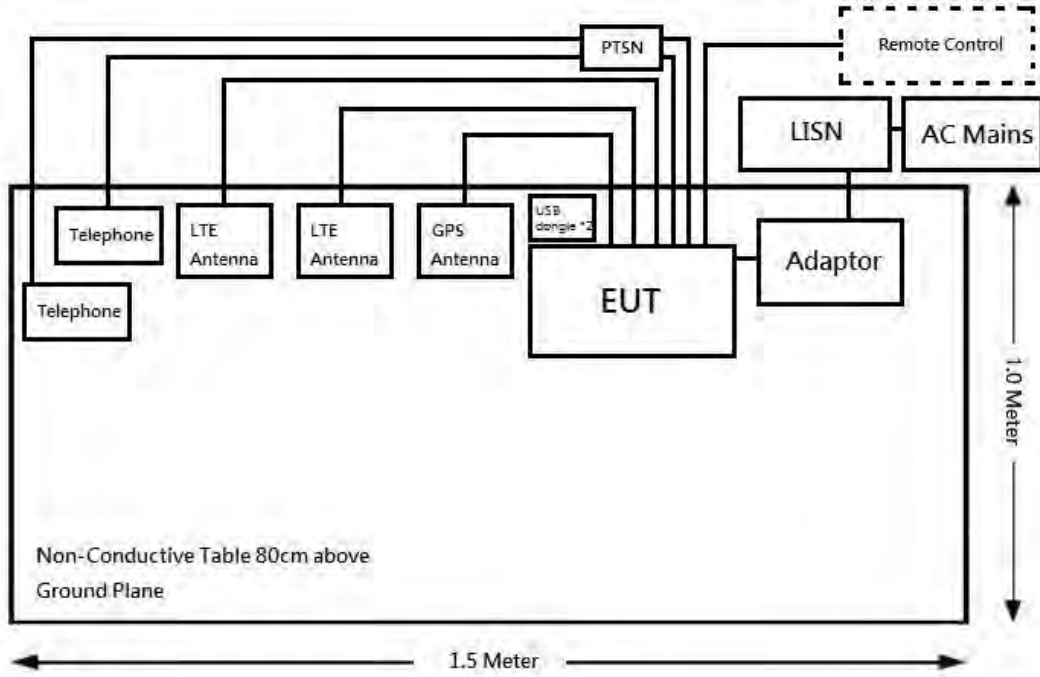 PTSN
Remote Control
LISN
AC Mains
Telephone
LTE
Antenna
LTE
Antenna
GPS
Antenna
USB
dongle *2
EUT
Adaptor
Telephone
1.0 Meter
Non-Conductive Table 80cm above
Ground Plane
1.5 Meter